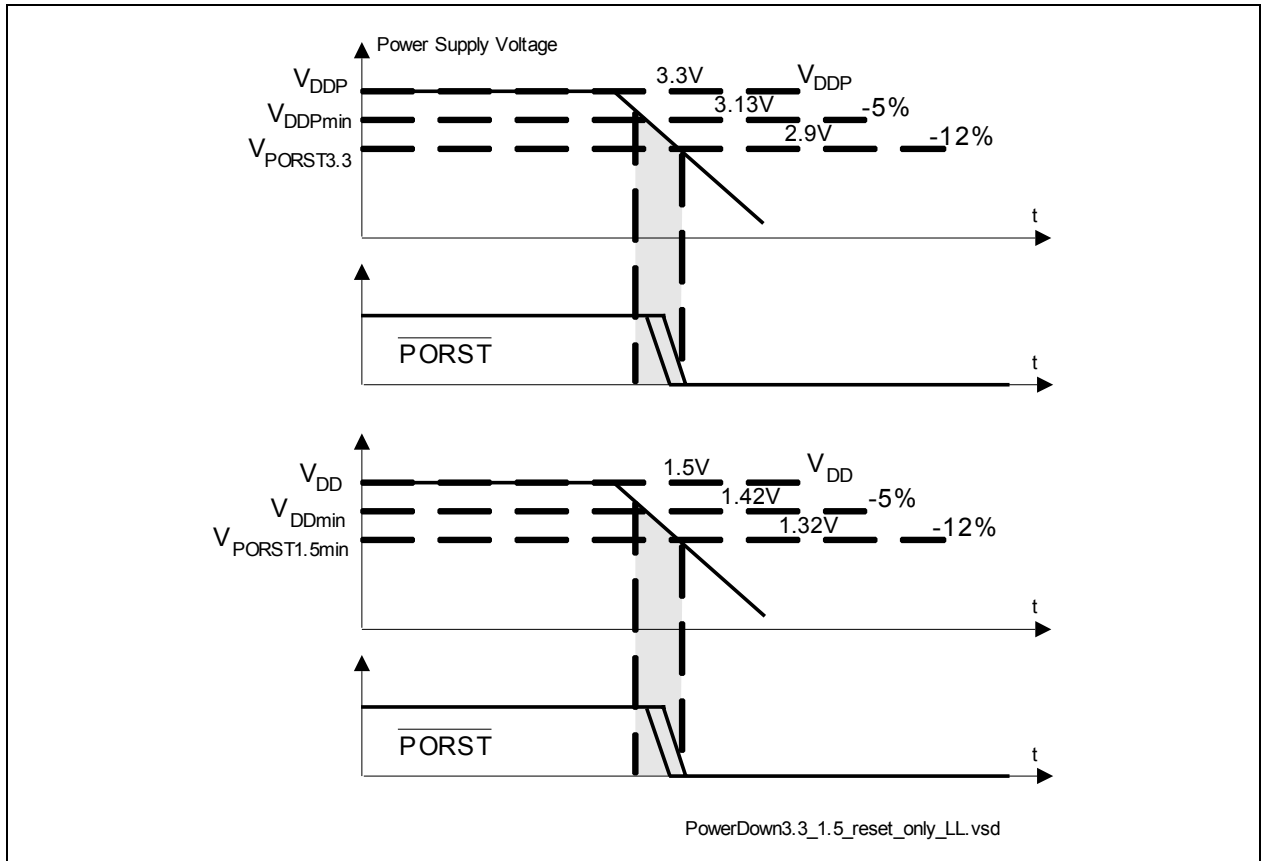 Power Supply Voltage
VDDP 3.3V VDDP
VDDPmin 3.13V -5%
VPORST3.3 2.9V -12%
t
PORST
t
VDD 1.5V VDD
VDDmin 1.42V -5%
VPORST1.5min 1.32V -12%
t
PORST
t
PowerDown3.3_1.5_reset_only_LL.vsd